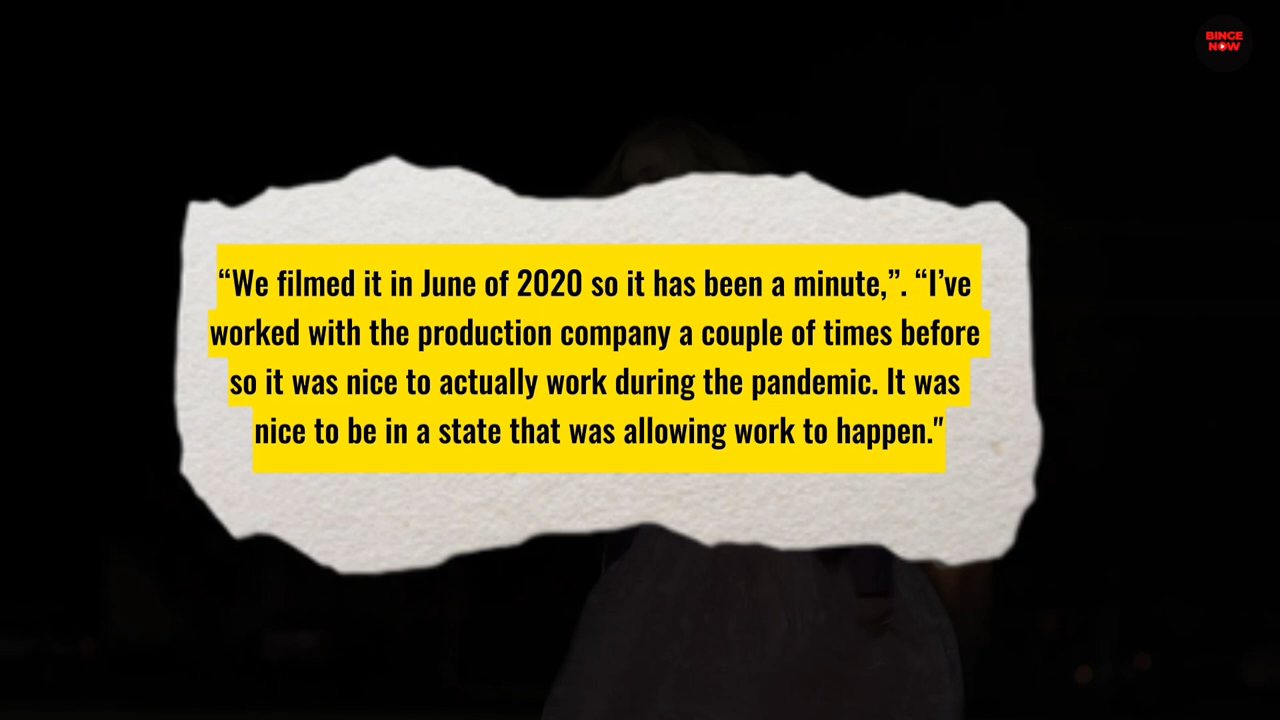 BINGE
NOW
“We filmed it in June of 2020 so it has been a minute,”. “I’ve
worked with the production company a couple of times before
so it was nice to actually work during the pandemic. It was
nice to be in a state that was allowing work to happen."